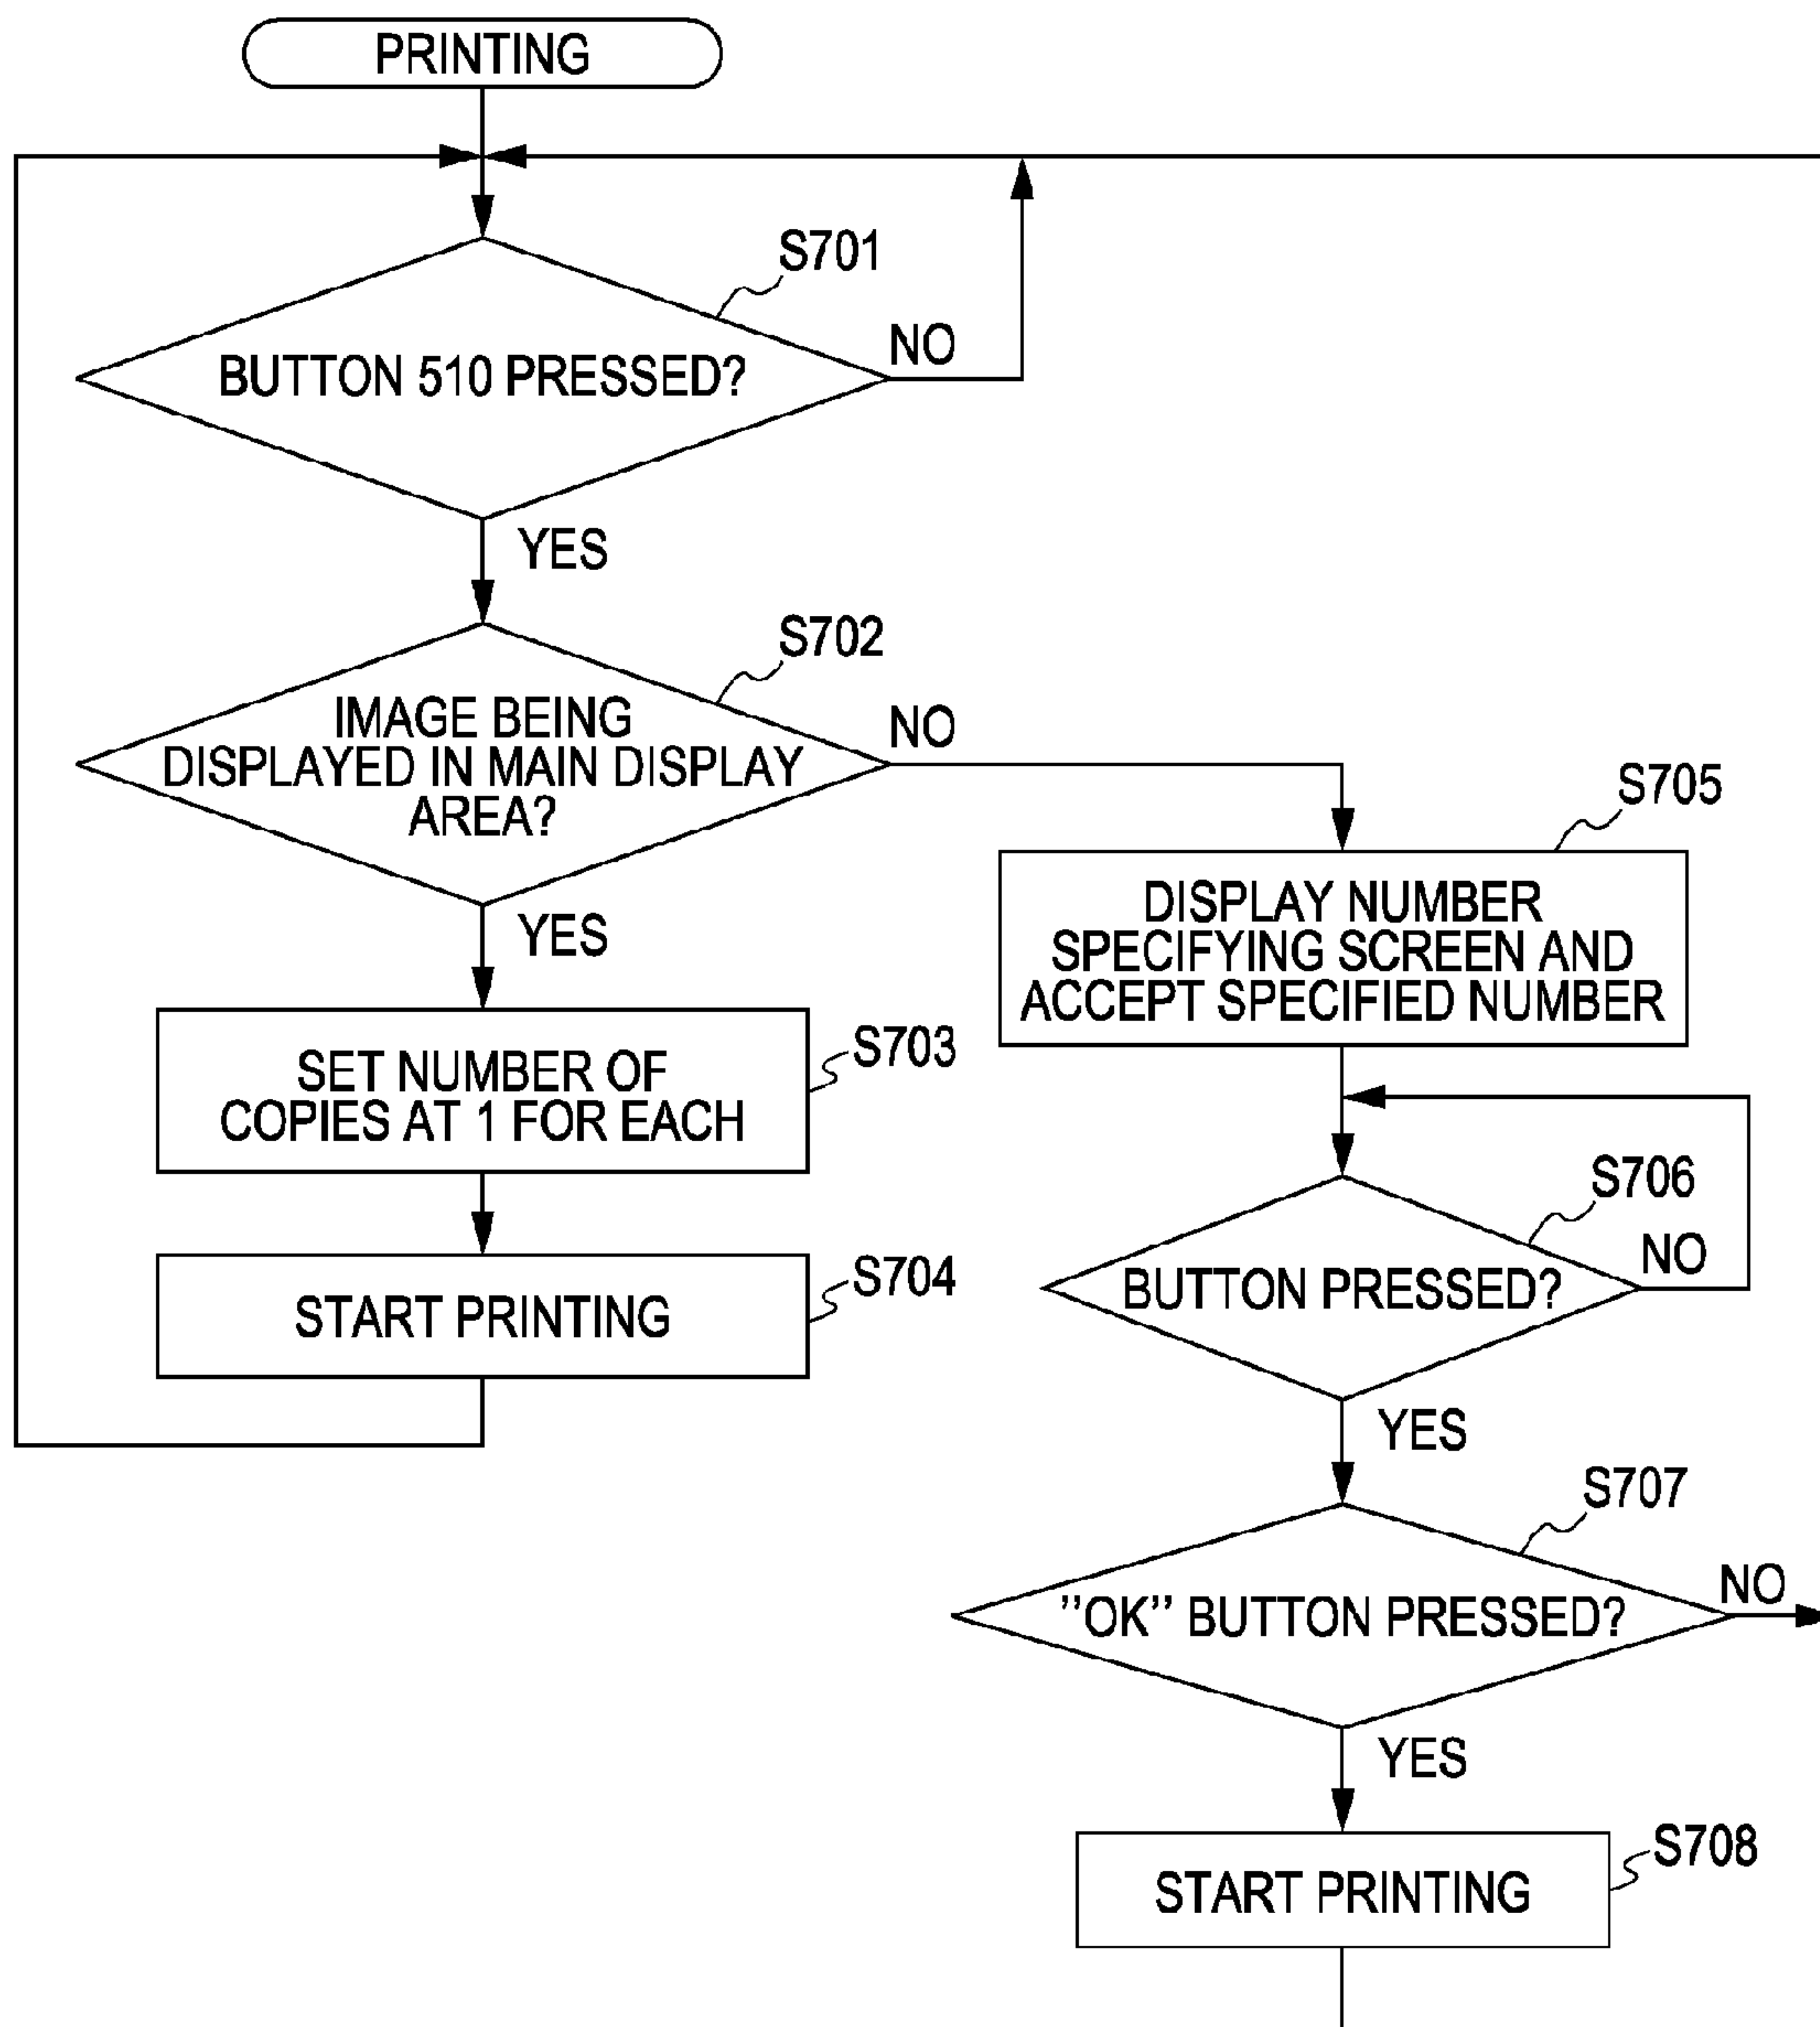 PRINTING
S701
BUTTON 510 PRESSED?
NO
YES
S702
IMAGE BEING
DISPLAYED IN MAIN DISPLAY
AREA?
NO
YES
S703
SET NUMBER OF
COPIES AT 1 FOR EACH
S704
START PRINTING
S705
DISPLAY NUMBER
SPECIFYING SCREEN AND
ACCEPT SPECIFIED NUMBER
S706
BUTTON PRESSED?
NO
YES
S707
"OK" BUTTON PRESSED?
NO
YES
S708
START PRINTING